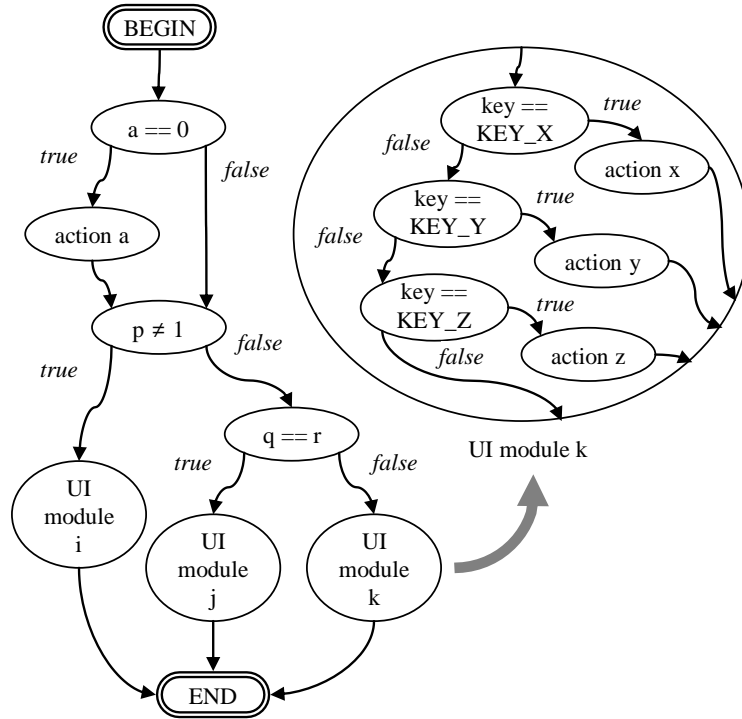 BEGIN
a == 0
true
false
action a
p ≠ 1
true
false
q == r
true
false
UI
module
i
UI
module
j
UI
module
k
END
key ==
KEY_X
true
false
action x
key ==
KEY_Y
true
false
action y
key ==
KEY_Z
true
false
action z
UI module k